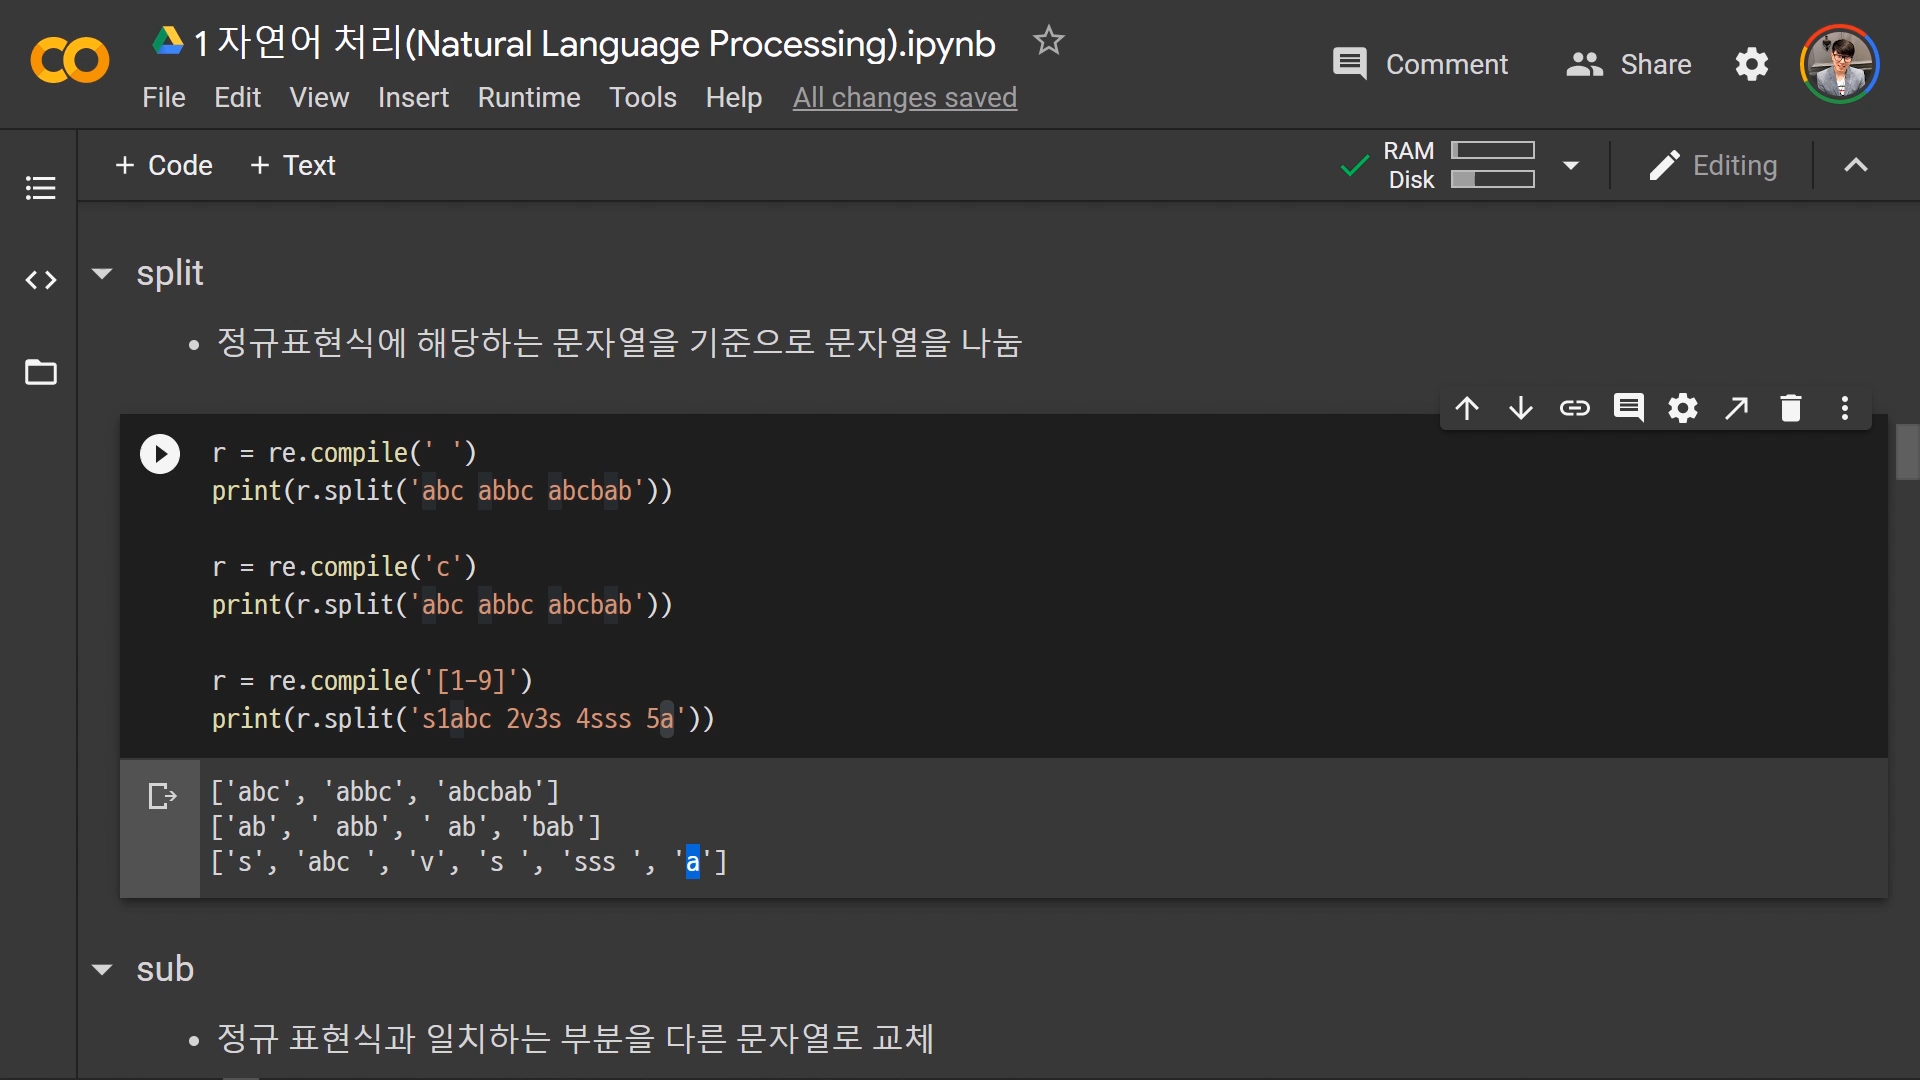 1 자연어 처리(Natural Language Processing).ipynb
Comment
Share
File Edit View Insert Runtime Tools Help All changes saved
+ Code + Text
RAM
Disk
Editing
split
• 정규표현식에 해당하는 문자열을 기준으로 문자열을 나눔
r = re.compile(' ')
print(r.split('abc abbc abcbab'))
r = re.compile('c')
print(r.split('abc abbc abcbab'))
r = re.compile('[1-9]')
print(r.split('s1abc 2v3s 4sss 5a'))
['abc', 'abbc', 'abcbab']
['ab', ' abb', ' ab', 'bab']
['s', 'abc ', 'v', 's ', 'sss ', 'a']
sub
• 정규 표현식과 일치하는 부분을 다른 문자열로 교체